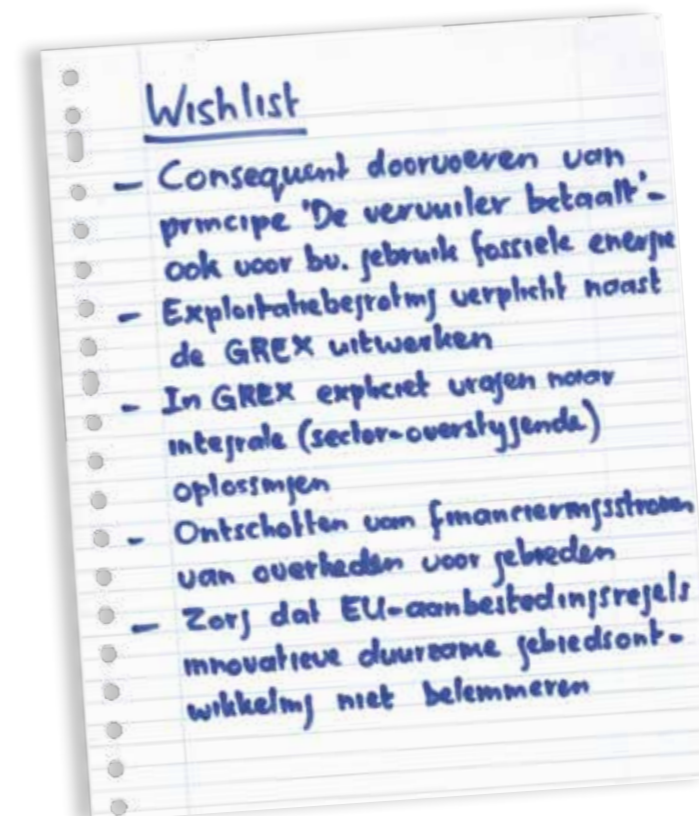 Wishlist
- Consequent doorvoeren van
principe 'De vervuiler betaalt'-
ook voor bv. gebruik fossiele energie
- Exploitatiebegroting verplicht naast
de GREX uitwerken
- In GREX expliciet vragen naar
integrale (sector-overstijgende)
oplossingen
- Ontschotten van financieringsstromen
van overheden voor gebieden
- Zorg dat EU-aanbestedingsregels
innovatieve duurzame gebiedsont-
wikkeling niet belemmeren